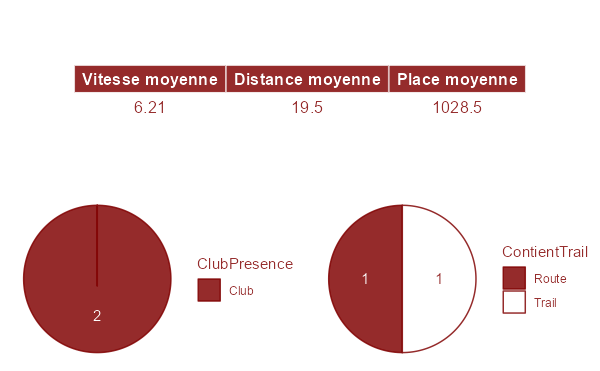 Vitesse moyenne Distance moyenne Place moyenne
6.21 19.5 1028.5
ClubPresence
Club
2
ContientTrail
Route
Trail
1 1